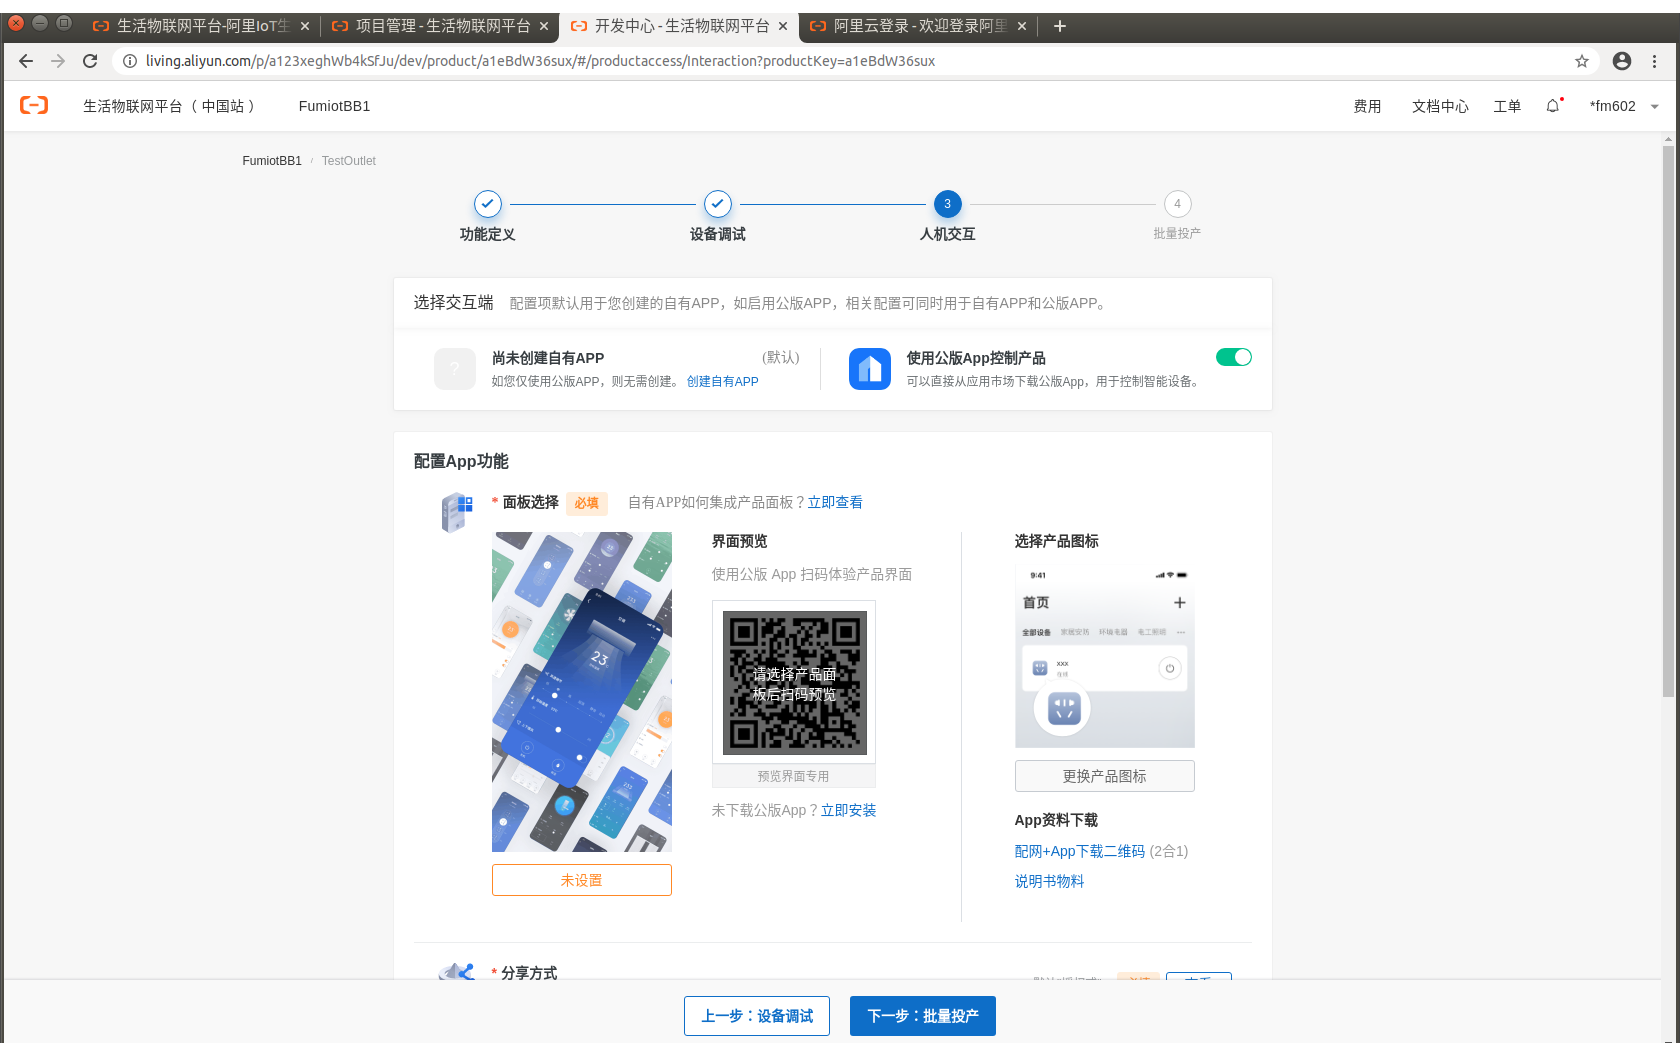 生活物联网平台-阿里IoT生
项目管理 - 生活物联网平台
开发中心 - 生活物联网平台
阿里云登录 - 欢迎登录阿里
living.aliyun.com/p/a123xeghWb4kSfJu/dev/product/a1eBdW36sux/#/productaccess/Interaction?productKey=a1eBdW36sux
生活物联网平台（ 中国站 ）
FumiotBB1
费用
文档中心
工单
*fm602
FumiotBB1 / TestOutlet
功能定义
设备调试
3
人机交互
4
批量投产
选择交互端
配置项默认用于您创建的自有APP，如启用公版APP，相关配置可同时用于自有APP和公版APP。
?
尚未创建自有APP
(默认)
如您仅使用公版APP，则无需创建。 创建自有APP
使用公版App控制产品
可以直接从应用市场下载公版App，用于控制智能设备。
配置App功能
* 面板选择
必填
自有APP如何集成产品面板？立即查看
23
未设置
界面预览
使用公版 App 扫码体验产品界面
请选择产品面
板后扫码预览
预览界面专用
未下载公版App？立即安装
选择产品图标
9:41
首页
全部设备
xxx
在线
更换产品图标
App资料下载
配网+App下载二维码 (2合1)
说明书物料
* 分享方式
上一步：设备调试
下一步：批量投产